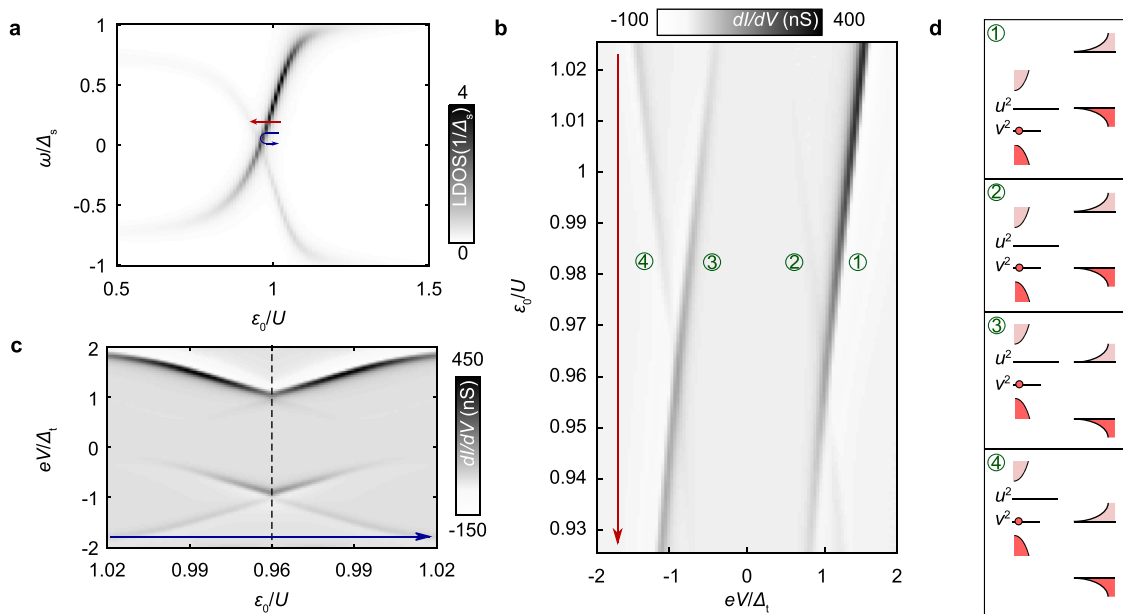 a
1
0.5
0
-0.5
-1
ω/Δs
0.5
1
1.5
ε0/U
4
LDOS(1/Δs)
0
b
-100
dI/dV (nS)
400
1.02
1.01
1
0.99
0.98
0.97
0.96
0.95
0.94
0.93
ε0/U
④
③
②
①
-2
-1
0
1
2
eV/Δt
c
2
1
0
-1
-2
eV/Δt
1.02
0.99
0.96
0.99
1.02
ε0/U
450
dI/dV (nS)
-150
d
①
u²
v²
②
u²
v²
③
u²
v²
④
u²
v²